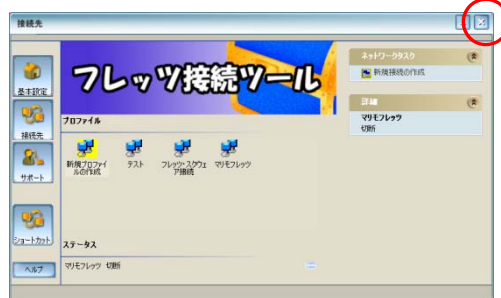 接続先
基本設定
接続先
サポート
ショートカット
ヘルプ
フレッツ接続ツール
プロファイル
新規プロファイ
ルの作成
テスト
フレッツ・スクウェ
ア接続
マリモフレッツ
ステータス
マリモフレッツ 切断
ネットワークタスク
新規接続の作成
詳細
マリモフレッツ
切断